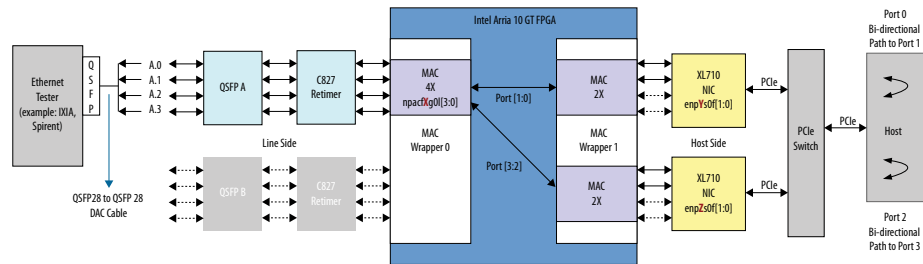 Intel Arria 10 GT FPGA
Port 0
Bi-directional
Path to Port 1
Ethernet
Tester
(example: IXIA,
Spirent)
Q
S
F
P
A.0
A.1
A.2
A.3
QSFP A
C827
Retimer
MAC
4X
npacfXg0l[3:0]
MAC
Wrapper 0
Port [1:0]
Port [3:2]
MAC
2X
MAC
Wrapper 1
MAC
2X
XL710
NIC
enpYs0f[1:0]
PCIe
Host Side
XL710
NIC
enpZs0f[1:0]
PCIe
PCIe
Switch
PCIe
Host
Line Side
QSFP B
C827
Retimer
QSFP28 to QSFP 28
DAC Cable
Port 2
Bi-directional
Path to Port 3